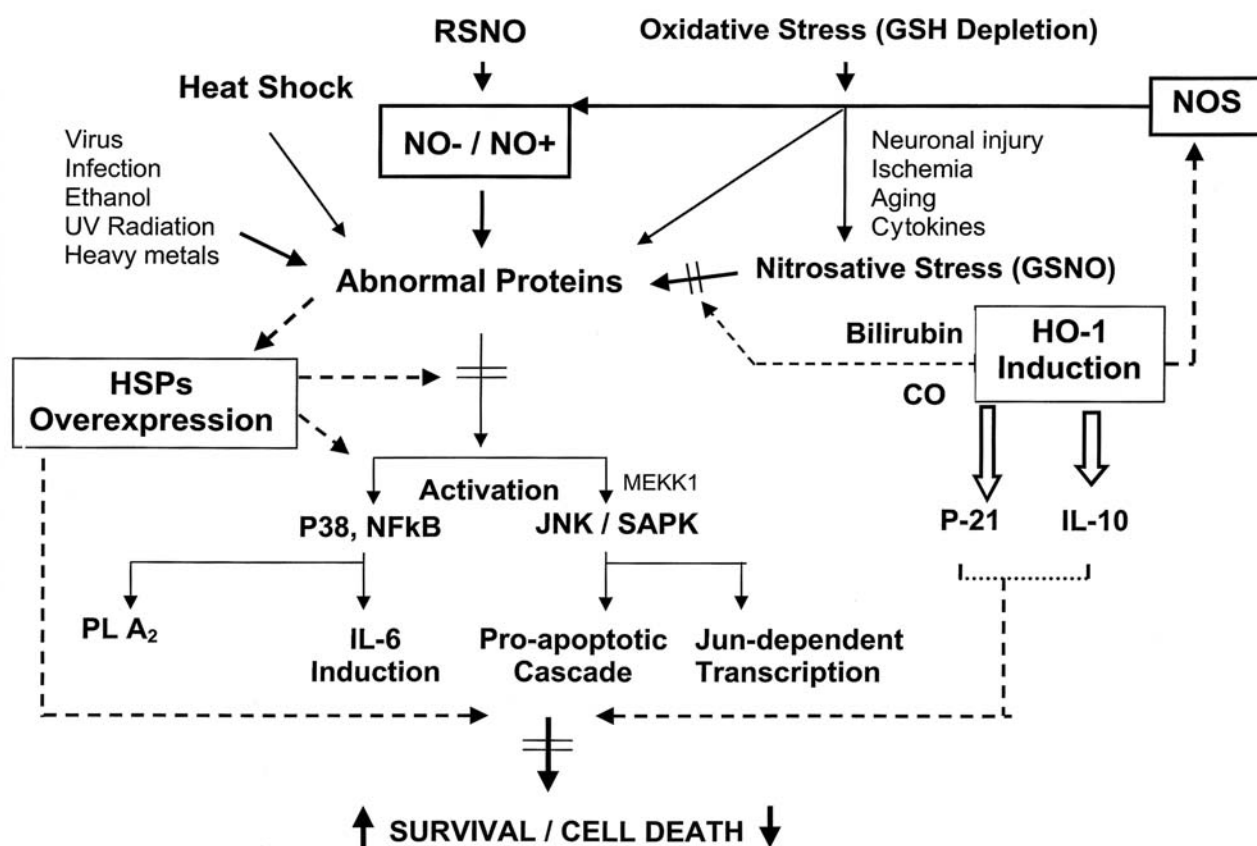 RSNO
Oxidative Stress (GSH Depletion)
Heat Shock
NOS
NO- / NO+
Virus
Infection
Ethanol
UV Radiation
Heavy metals
Neuronal injury
Ischemia
Aging
Cytokines
Abnormal Proteins
Nitrosative Stress (GSNO)
Bilirubin
HO-1
Induction
CO
HSPs
Overexpression
Activation
MEKK1
P38, NFkB
JNK / SAPK
P-21
IL-10
PL A₂
IL-6
Induction
Pro-apoptotic
Cascade
Jun-dependent
Transcription
SURVIVAL / CELL DEATH